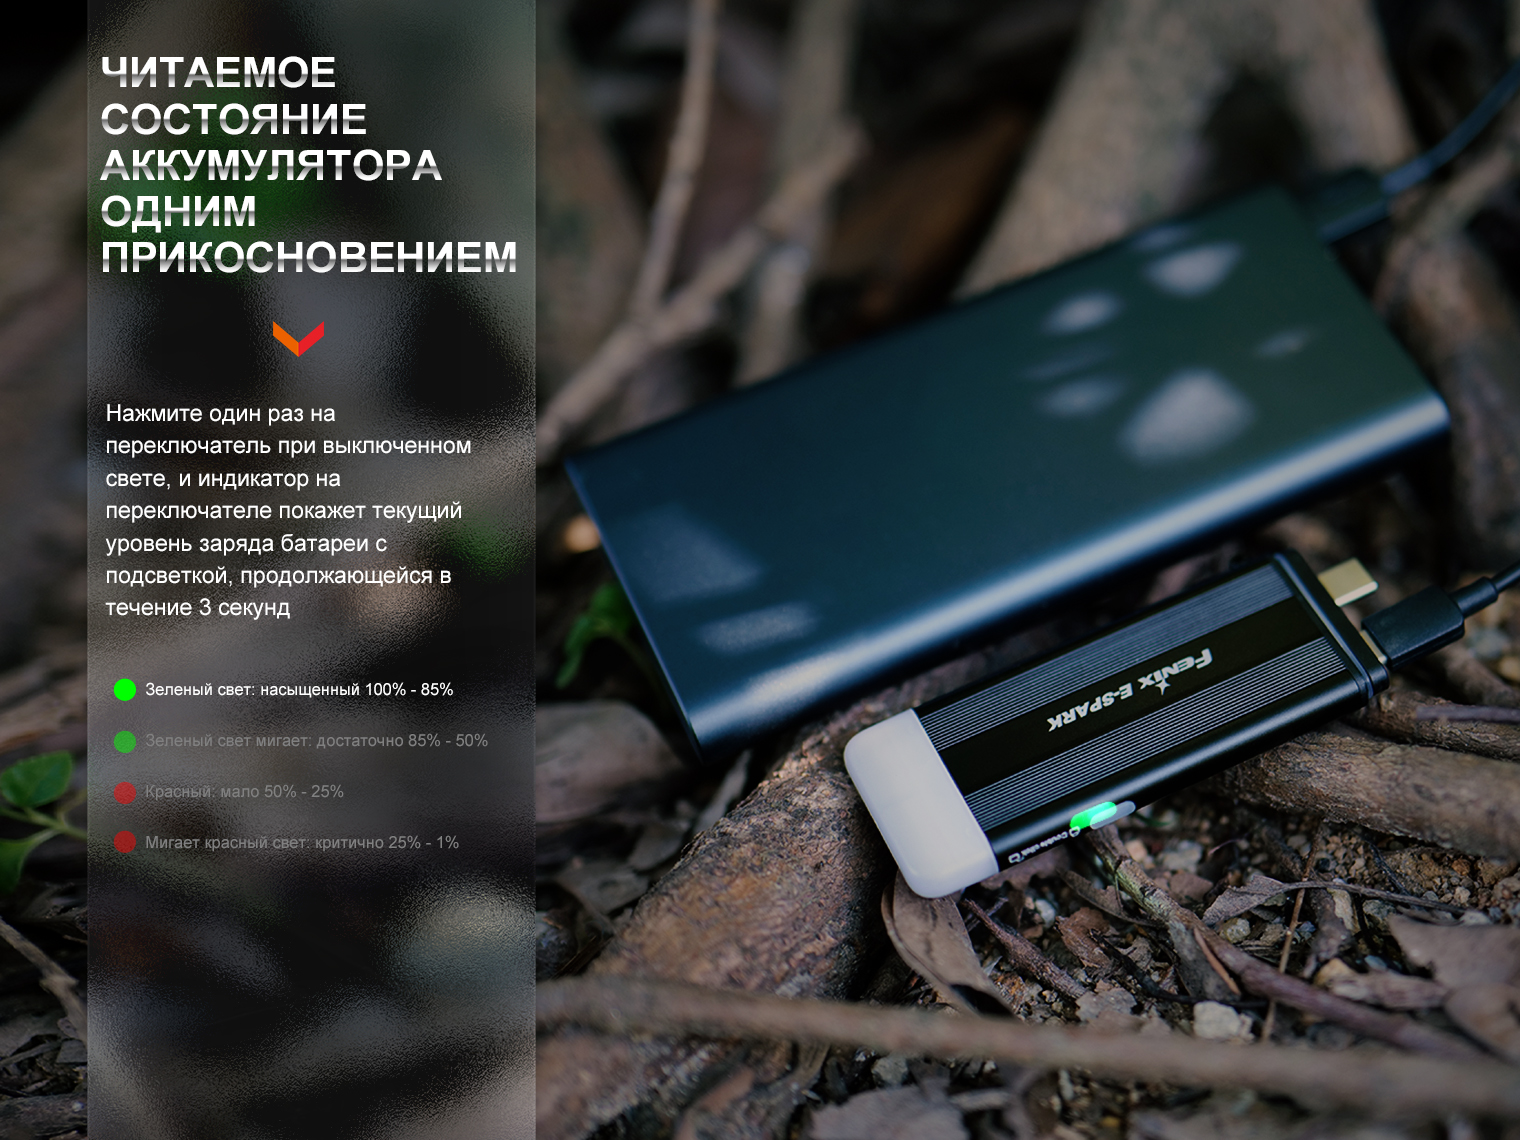 ЧИТАЕМОЕ
СОСТОЯНИЕ
АККУМУЛЯТОРА
ОДНИМ
ПРИКОСНОВЕНИЕМ
Нажмите один раз на
переключатель при выключенном
свете, и индикатор на
переключателе покажет текущий
уровень заряда батареи с
подсветкой, продолжающейся в
течение 3 секунд
Зеленый свет: насыщенный 100% - 85%
Зеленый свет мигает: достаточно 85% - 50%
Красный: мало 50% - 25%
Мигает красный свет: критично 25% - 1%
FENIX E-SPARK
Double click